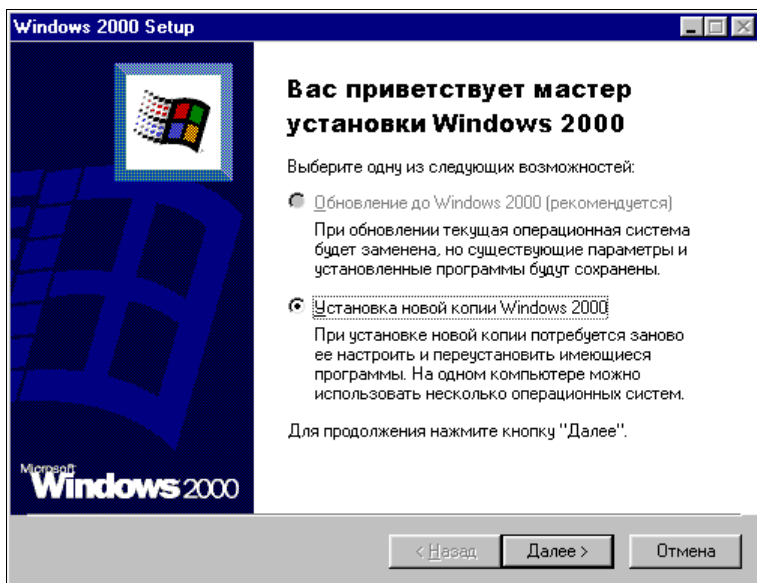 Windows 2000 Setup
Вас приветствует мастер
установки Windows 2000
Выберите одну из следующих возможностей:
Обновление до Windows 2000 (рекомендуется)
При обновлении текущая операционная система
будет заменена, но существующие параметры и
установленные программы будут сохранены.
Установка новой копии Windows 2000
При установке новой копии потребуется заново
ее настроить и переустановить имеющиеся
программы. На одном компьютере можно
использовать несколько операционных систем.
Для продолжения нажмите кнопку "Далее".
Microsoft
Windows 2000
< Назад Далее > Отмена